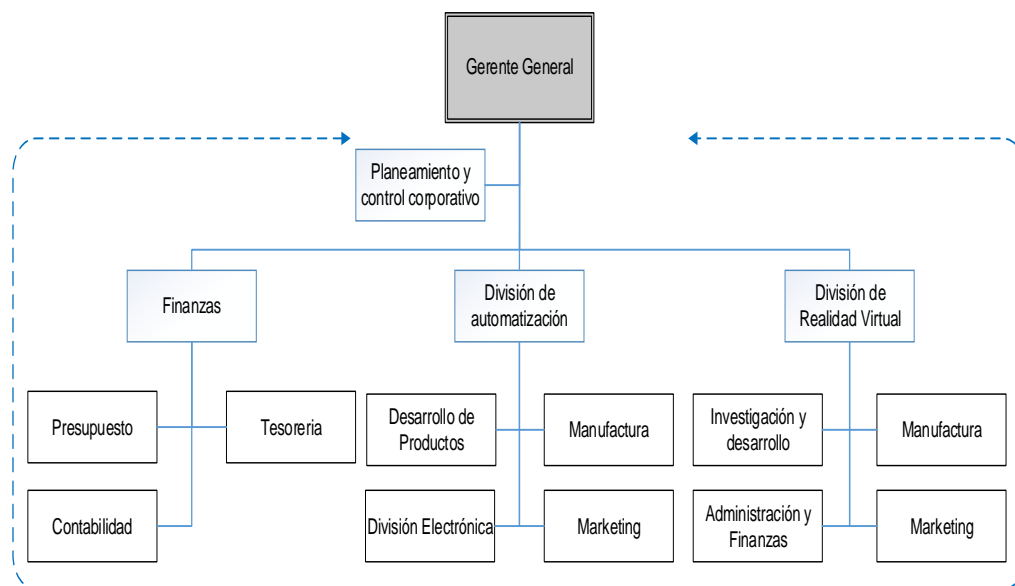 Gerente General
Planeamiento y
control corporativo
Finanzas
División de
automatización
División de
Realidad Virtual
Presupuesto
Tesoreria
Desarrollo de
Productos
Manufactura
Investigación y
desarrollo
Manufactura
Contabilidad
División Electrónica
Marketing
Administración y
Finanzas
Marketing